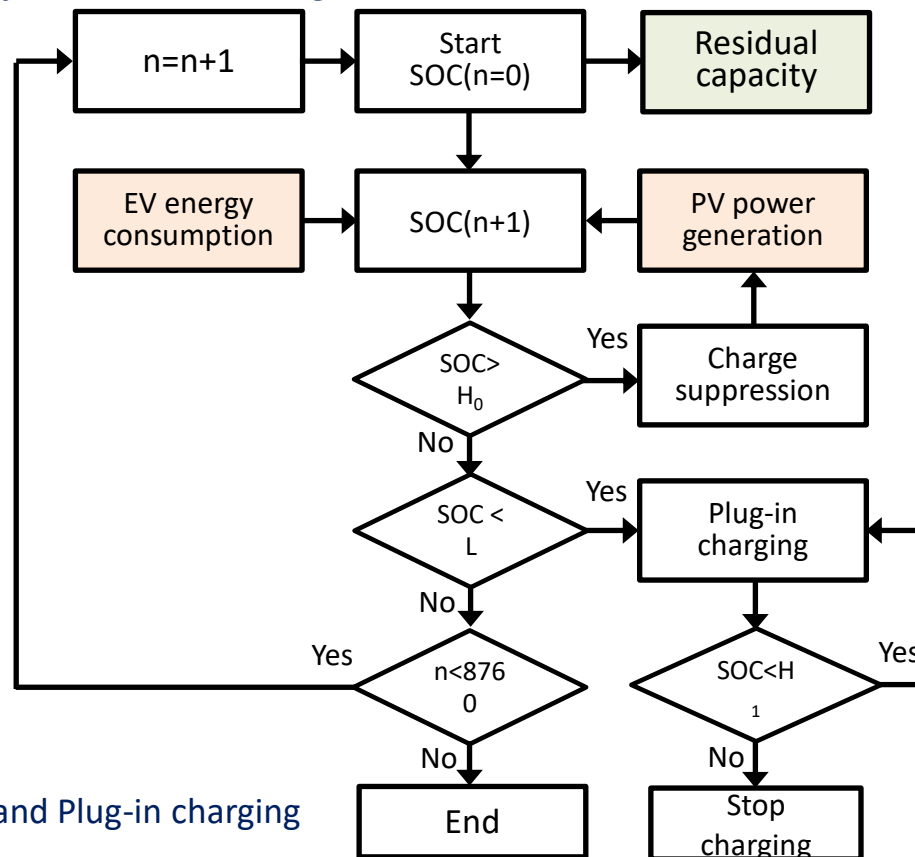 n=n+1
Start
SOC(n=0)
Residual
capacity
EV energy
consumption
SOC(n+1)
PV power
generation
SOC>
H₀
Yes
Charge
suppression
No
SOC <
L
Yes
Plug-in
charging
No
Yes
n<876
0
SOC<H
₁
Yes
No
No
and Plug-in charging
End
Stop
charging